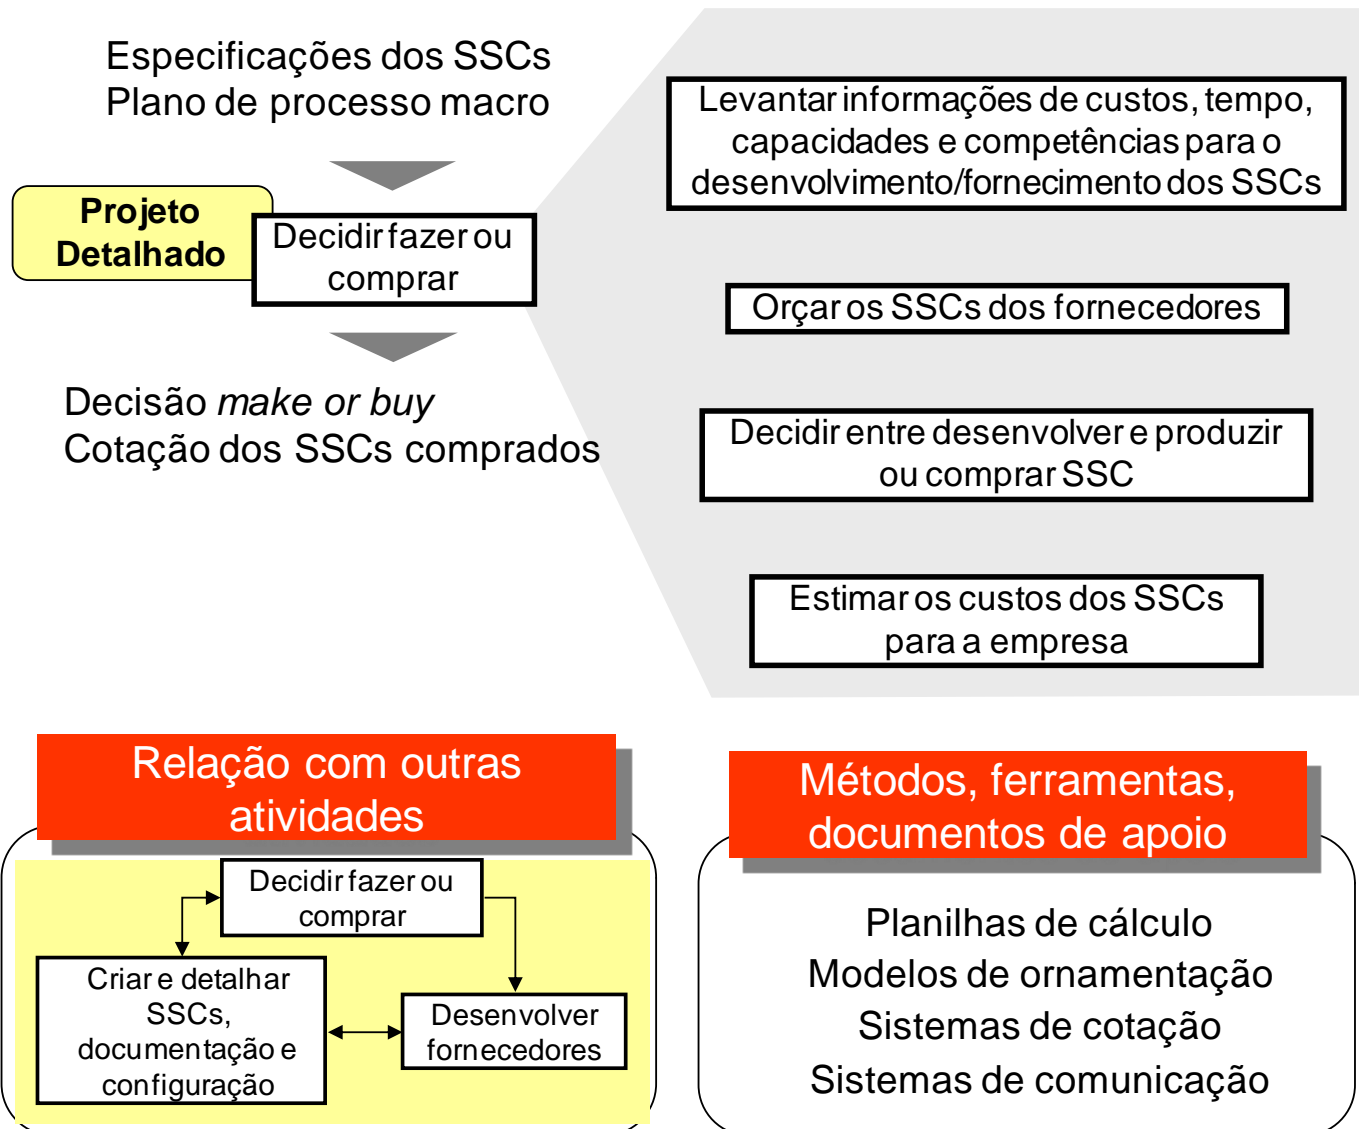 Especificações dos SSCs
Plano de processo macro
Projeto
Detalhado
Decidir fazer ou
comprar
Decisão make or buy
Cotação dos SSCs comprados
Levantar informações de custos, tempo,
capacidades e competências para o
desenvolvimento/fornecimento dos SSCs
Orçar os SSCs dos fornecedores
Decidir entre desenvolver e produzir
ou comprar SSC
Estimar os custos dos SSCs
para a empresa
Relação com outras
atividades
Decidir fazer ou
comprar
Criar e detalhar
SSCs,
documentação e
configuração
Desenvolver
fornecedores
Métodos, ferramentas,
documentos de apoio
Planilhas de cálculo
Modelos de ornamentação
Sistemas de cotação
Sistemas de comunicação